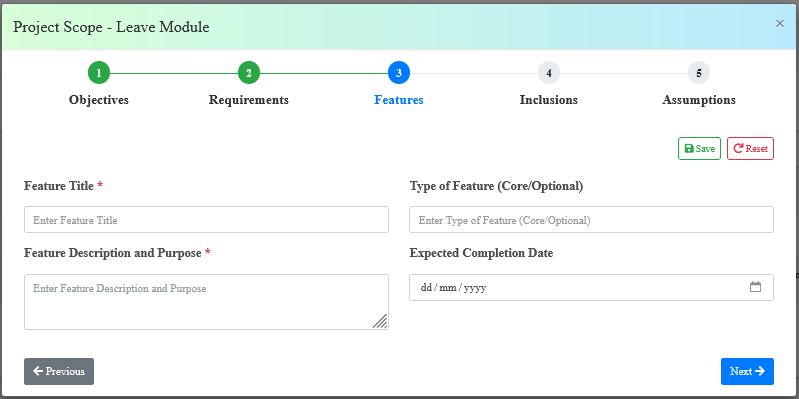 Project Scope - Leave Module
×
1 2 3 4 5
Objectives Requirements Features Inclusions Assumptions
Save Reset
Feature Title * Type of Feature (Core/Optional)
Enter Feature Title Enter Type of Feature (Core/Optional)
Feature Description and Purpose * Expected Completion Date
Enter Feature Description and Purpose dd / mm / yyyy
Previous Next